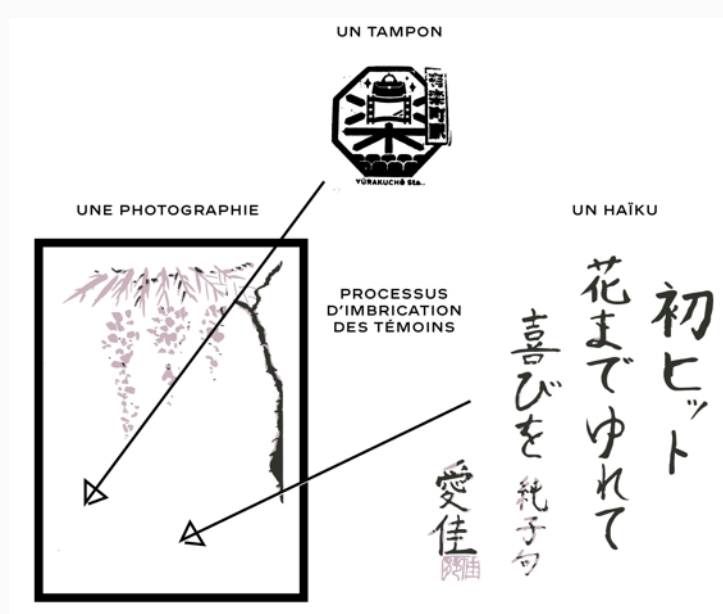 UN TAMPON
有楽町駅
YŪRAKUCHŌ Sta.
UNE PHOTOGRAPHIE
UN HAÏKU
PROCESSUS
D'IMBRICATION
DES TÉMOINS
初ヒット
花までゆれて
喜びを 純子句
愛佳